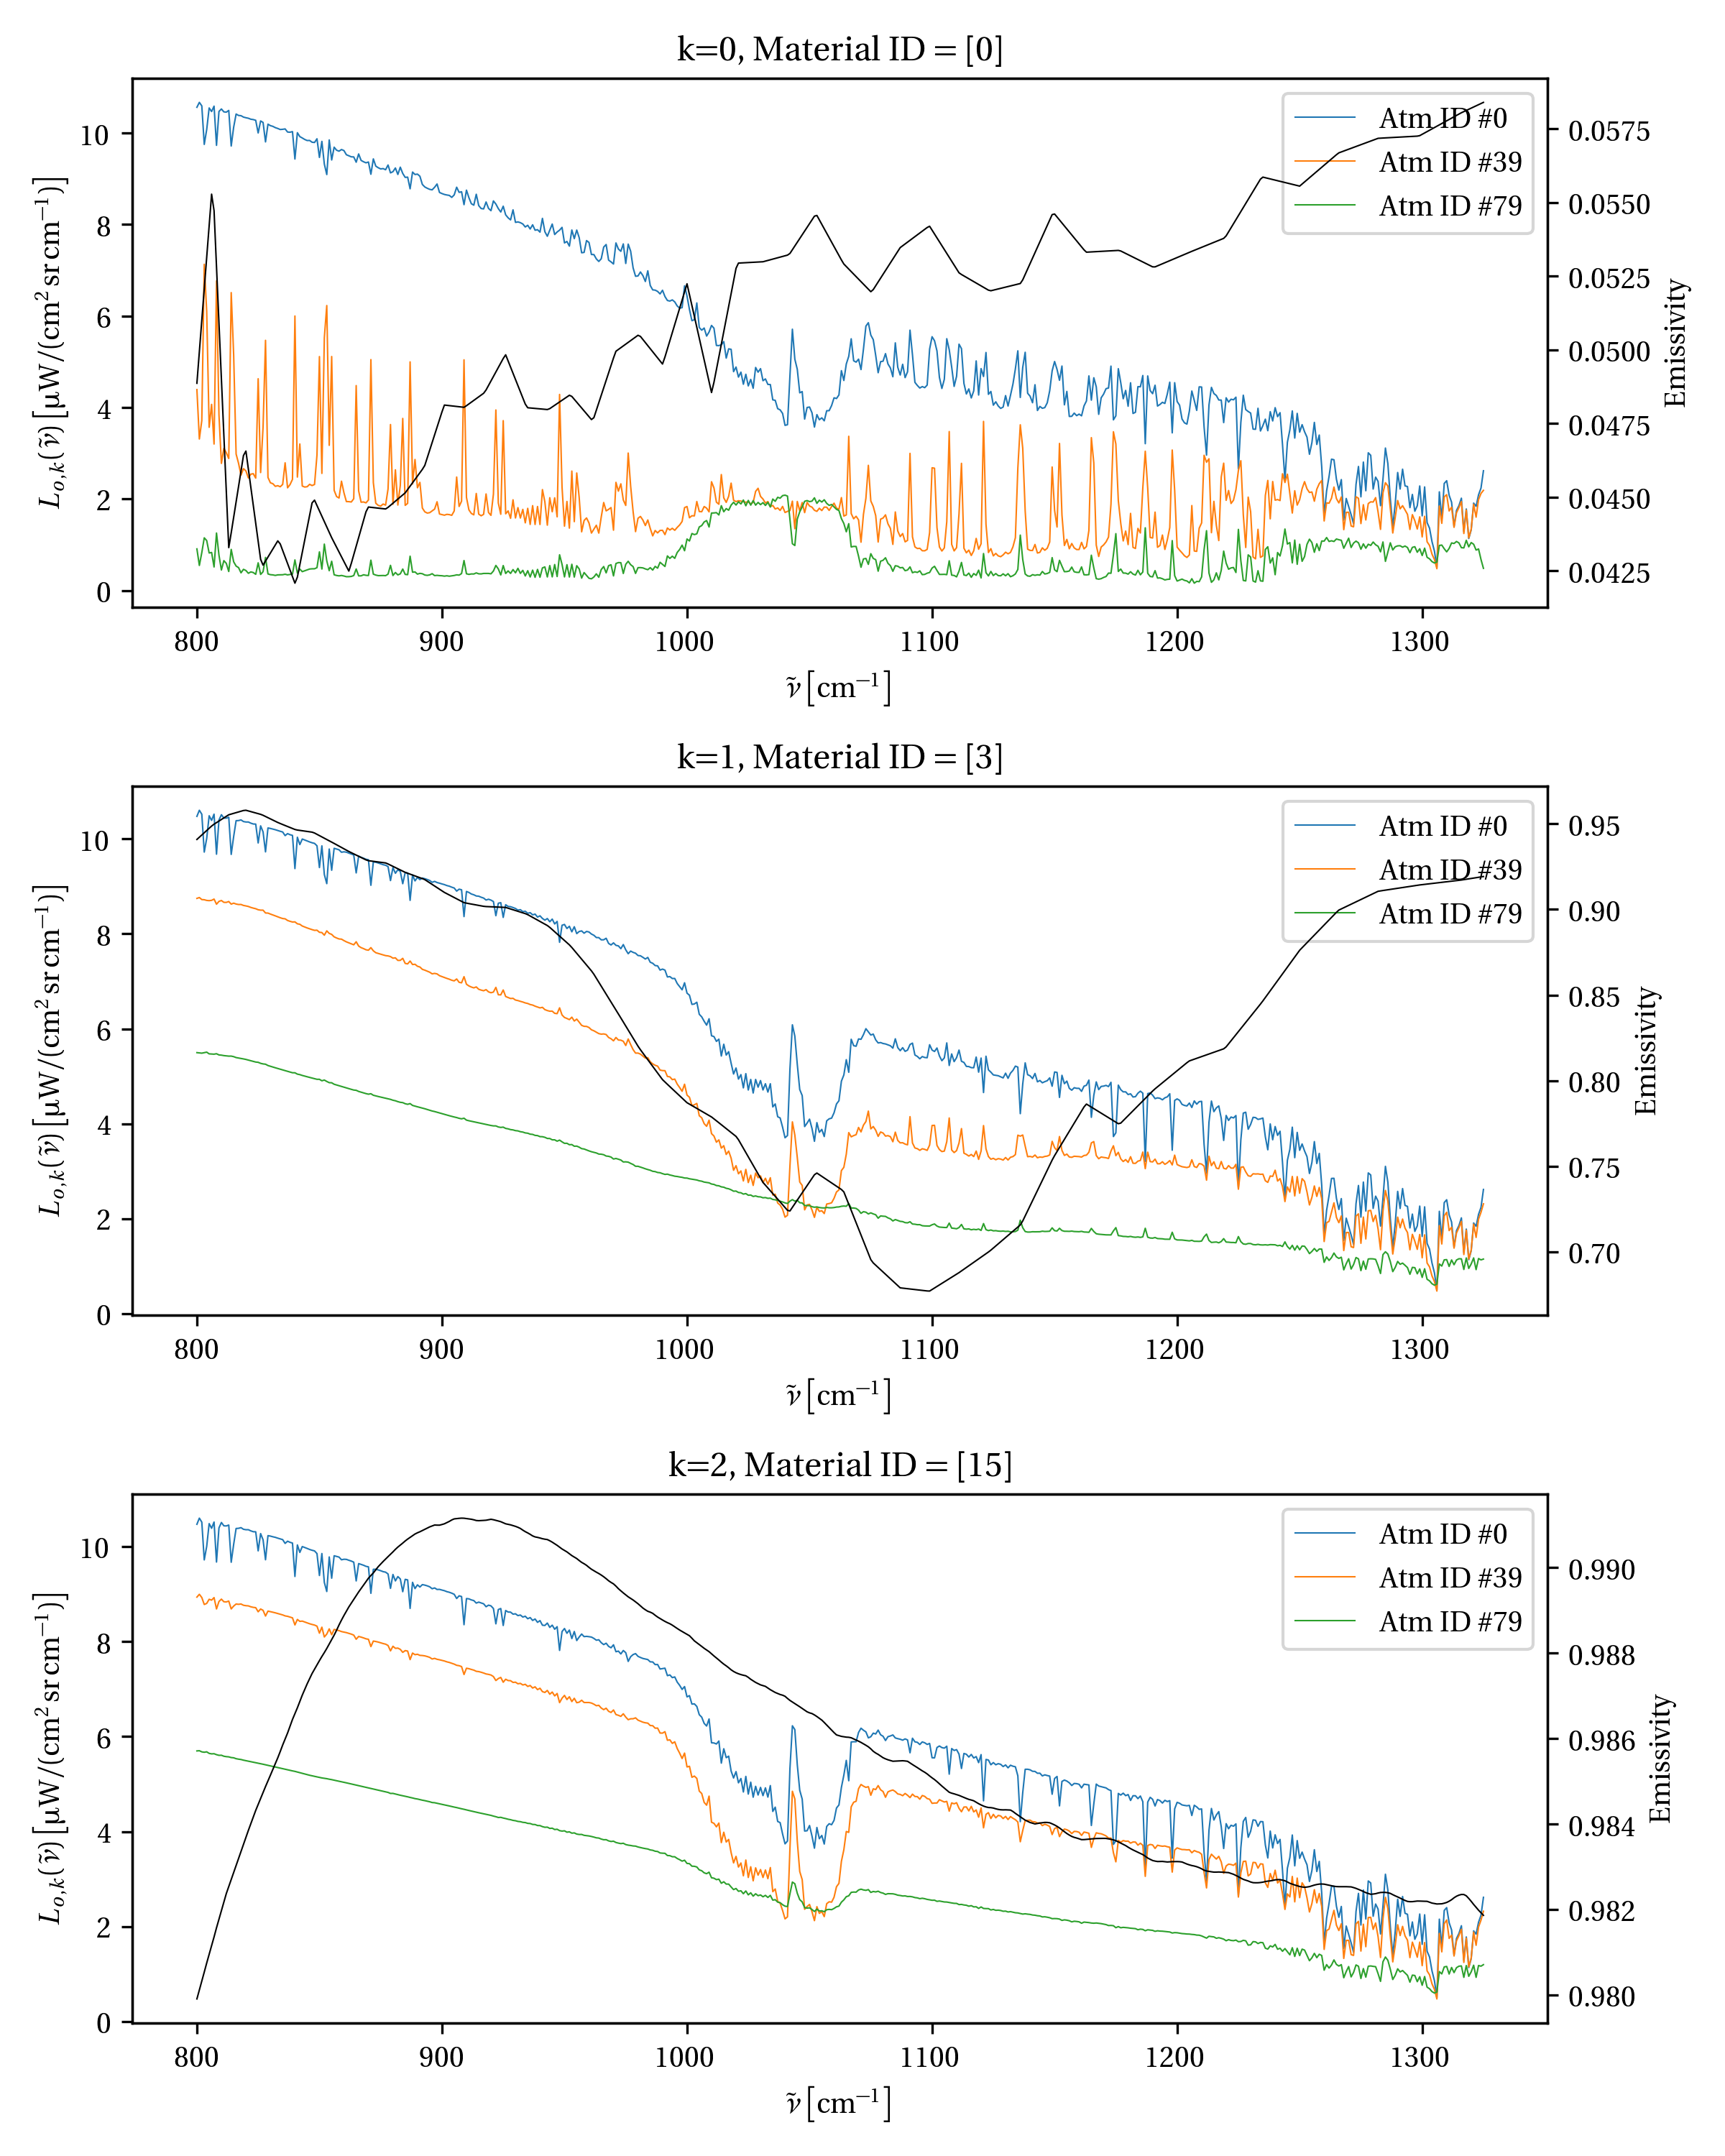 k=0, Material ID = [0]
Atm ID #0
Atm ID #39
Atm ID #79
10
8
6
4
2
0
L_{o,k}(ν̃) [μW/(cm² sr cm⁻¹)]
0.0575
0.0550
0.0525
0.0500
0.0475
0.0450
0.0425
Emissivity
800 900 1000 1100 1200 1300
ν̃ [cm⁻¹]
k=1, Material ID = [3]
Atm ID #0
Atm ID #39
Atm ID #79
10
8
6
4
2
0
L_{o,k}(ν̃) [μW/(cm² sr cm⁻¹)]
0.95
0.90
0.85
0.80
0.75
0.70
Emissivity
800 900 1000 1100 1200 1300
ν̃ [cm⁻¹]
k=2, Material ID = [15]
Atm ID #0
Atm ID #39
Atm ID #79
10
8
6
4
2
0
L_{o,k}(ν̃) [μW/(cm² sr cm⁻¹)]
0.990
0.988
0.986
0.984
0.982
0.980
Emissivity
800 900 1000 1100 1200 1300
ν̃ [cm⁻¹]